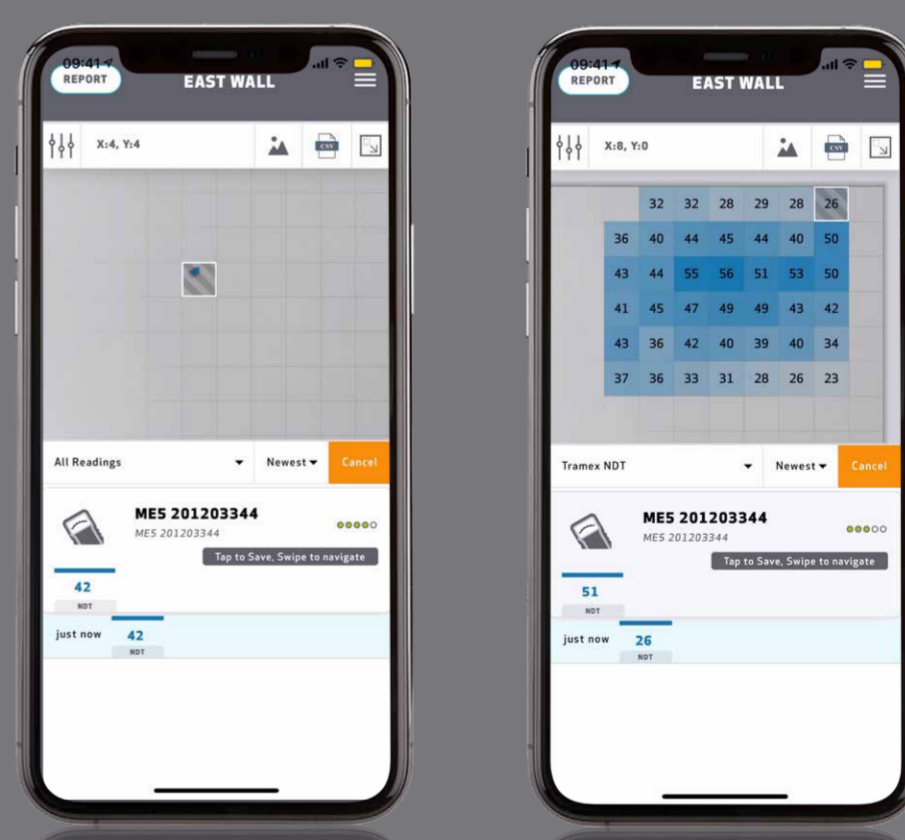 09:41
REPORT
EAST WALL
X:4, Y:4
CSV
All Readings
Newest
Cancel
ME5 201203344
ME5 201203344
Tap to Save, Swipe to navigate
42
NDT
just now
42
NDT
09:41
REPORT
EAST WALL
X:8, Y:0
CSV
32 32 28 29 28 26
36 40 44 45 44 40 50
43 44 55 56 51 53 50
41 45 47 49 49 43 42
43 36 42 40 39 40 34
37 36 33 31 28 26 23
Tramex NDT
Newest
Cancel
ME5 201203344
ME5 201203344
Tap to Save, Swipe to navigate
51
NDT
just now
26
NDT